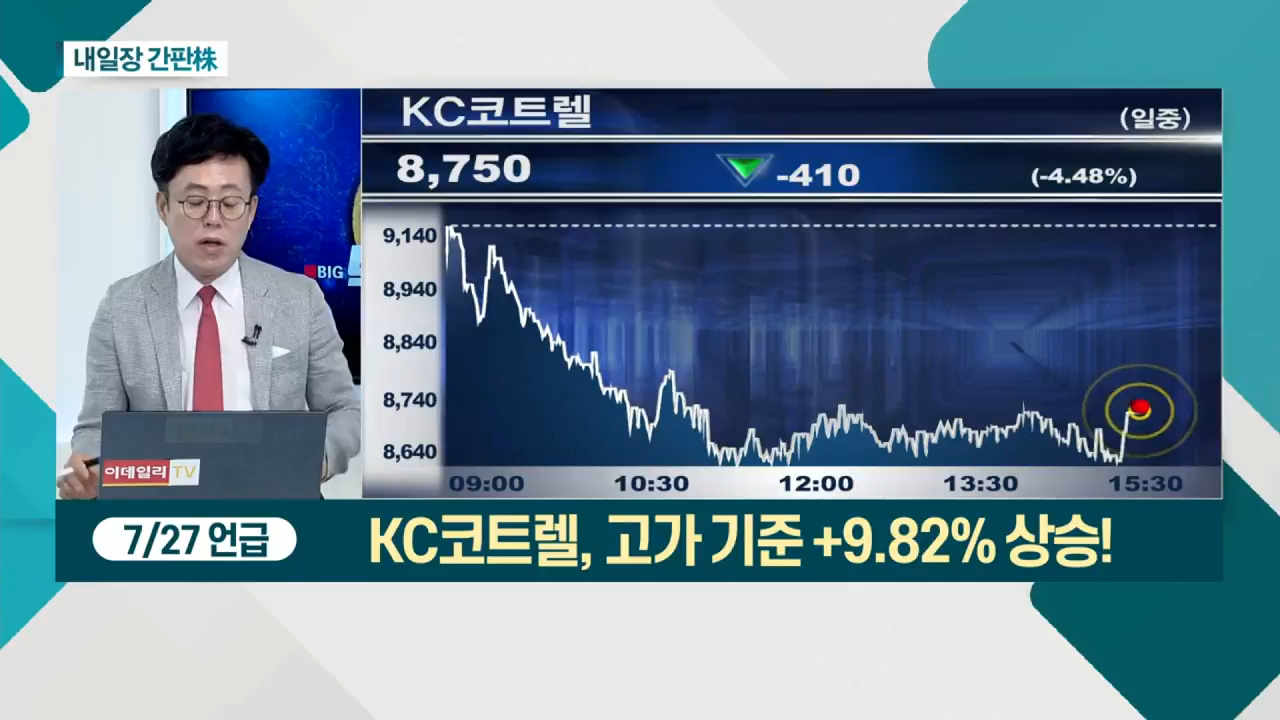 내일장 간판株
KC코트렐
(일중)
8,750
-410
(-4.48%)
9,140
8,940
8,840
8,740
8,640
09:00
10:30
12:00
13:30
15:30
BIG
이데일리 TV
7/27 언급
KC코트렐, 고가 기준 +9.82% 상승!